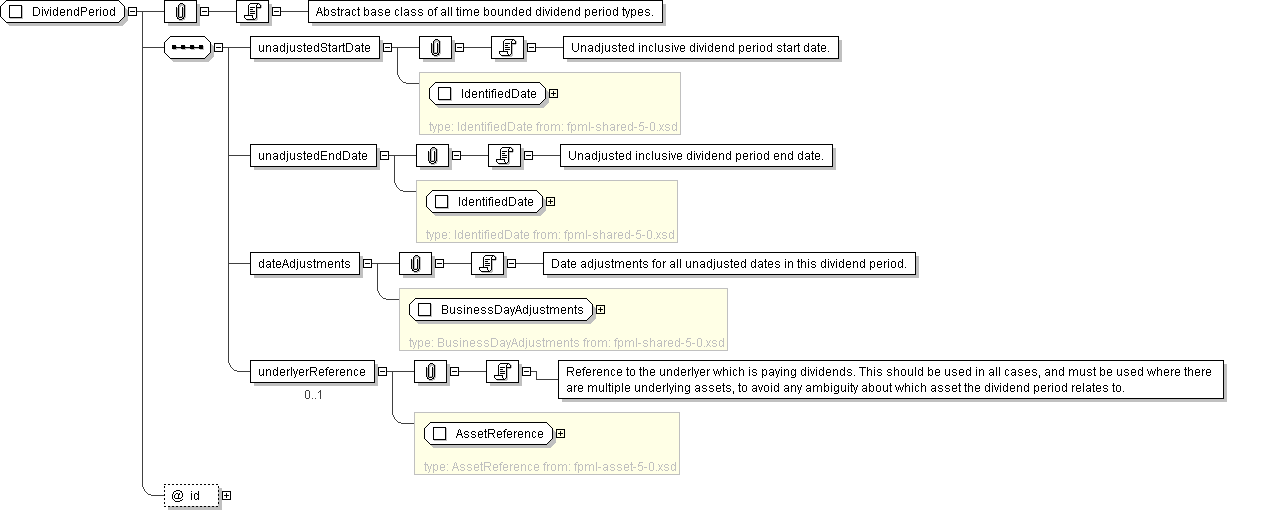 DividendPeriod
Abstract base class of all time bounded dividend period types.
unadjustedStartDate
Unadjusted inclusive dividend period start date.
IdentifiedDate
type: IdentifiedDate from: fpml-shared-5-0.xsd
unadjustedEndDate
Unadjusted inclusive dividend period end date.
IdentifiedDate
type: IdentifiedDate from: fpml-shared-5-0.xsd
dateAdjustments
Date adjustments for all unadjusted dates in this dividend period.
BusinessDayAdjustments
type: BusinessDayAdjustments from: fpml-shared-5-0.xsd
underlyerReference
0..1
Reference to the underlyer which is paying dividends. This should be used in all cases, and must be used where there
are multiple underlying assets, to avoid any ambiguity about which asset the dividend period relates to.
AssetReference
type: AssetReference from: fpml-asset-5-0.xsd
@ id